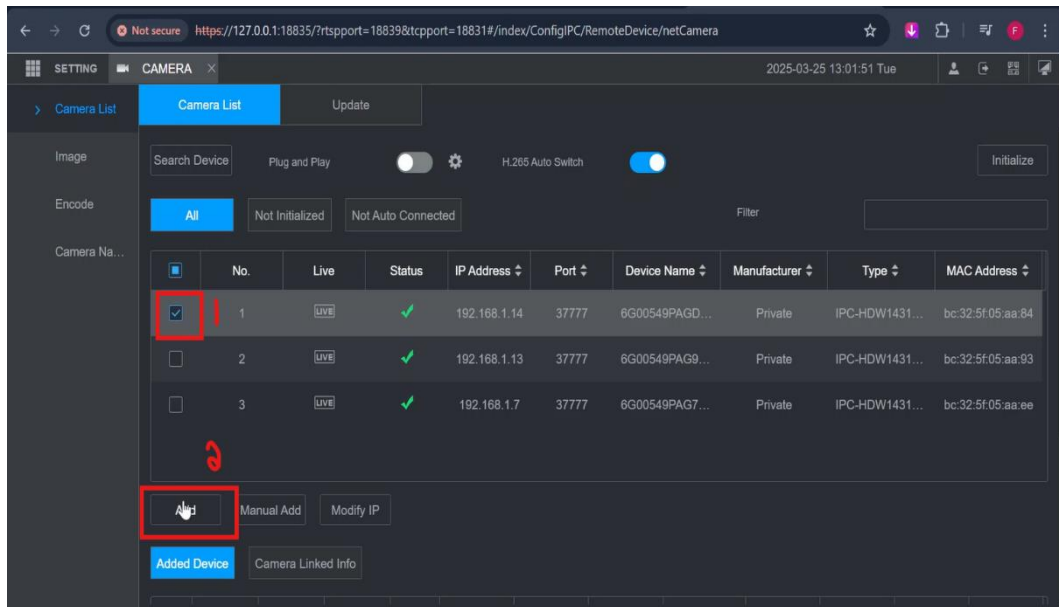 Not secure https://127.0.0.1:18835/?rtspport=18839&tcpport=18831#/index/ConfigIPC/RemoteDevice/netCamera F
SETTING CAMERA × 2025-03-25 13:01:51 Tue
Camera List Camera List Update
Image Search Device Plug and Play H.265 Auto Switch Initialize
Encode All Not Initialized Not Auto Connected Filter
Camera Na...
No. Live Status IP Address Port Device Name Manufacturer Type MAC Address
1 1 LIVE 192.168.1.14 37777 6G00549PAGD... Private IPC-HDW1431... bc:32:5f:05:aa:84
2 LIVE 192.168.1.13 37777 6G00549PAG9... Private IPC-HDW1431... bc:32:5f:05:aa:93
3 LIVE 192.168.1.7 37777 6G00549PAG7... Private IPC-HDW1431... bc:32:5f:05:aa:ee
Add Manual Add Modify IP
Added Device Camera Linked Info